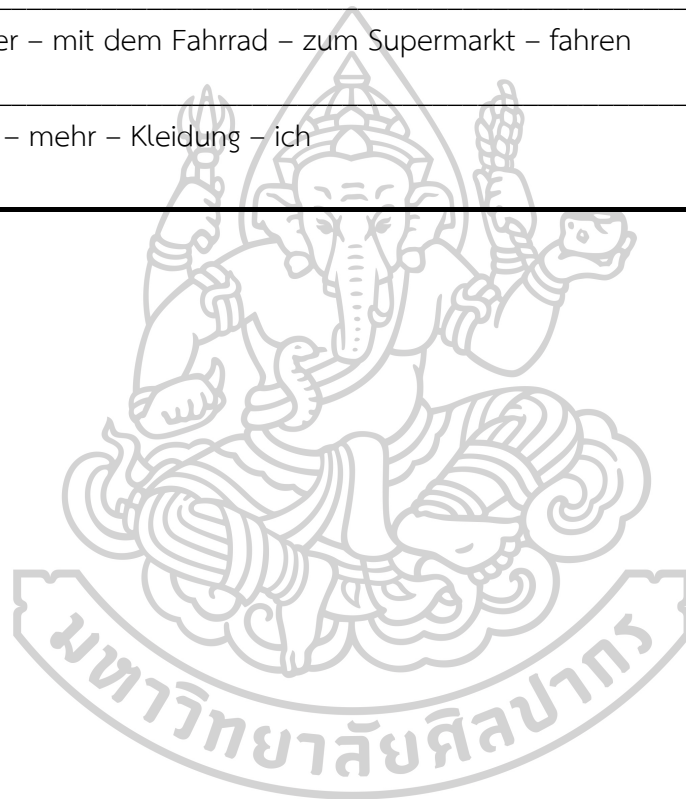 er – mit dem Fahrrad – zum Supermarkt – fahren
– mehr – Kleidung – ich
มหาวิทยาลัยศิลปากร